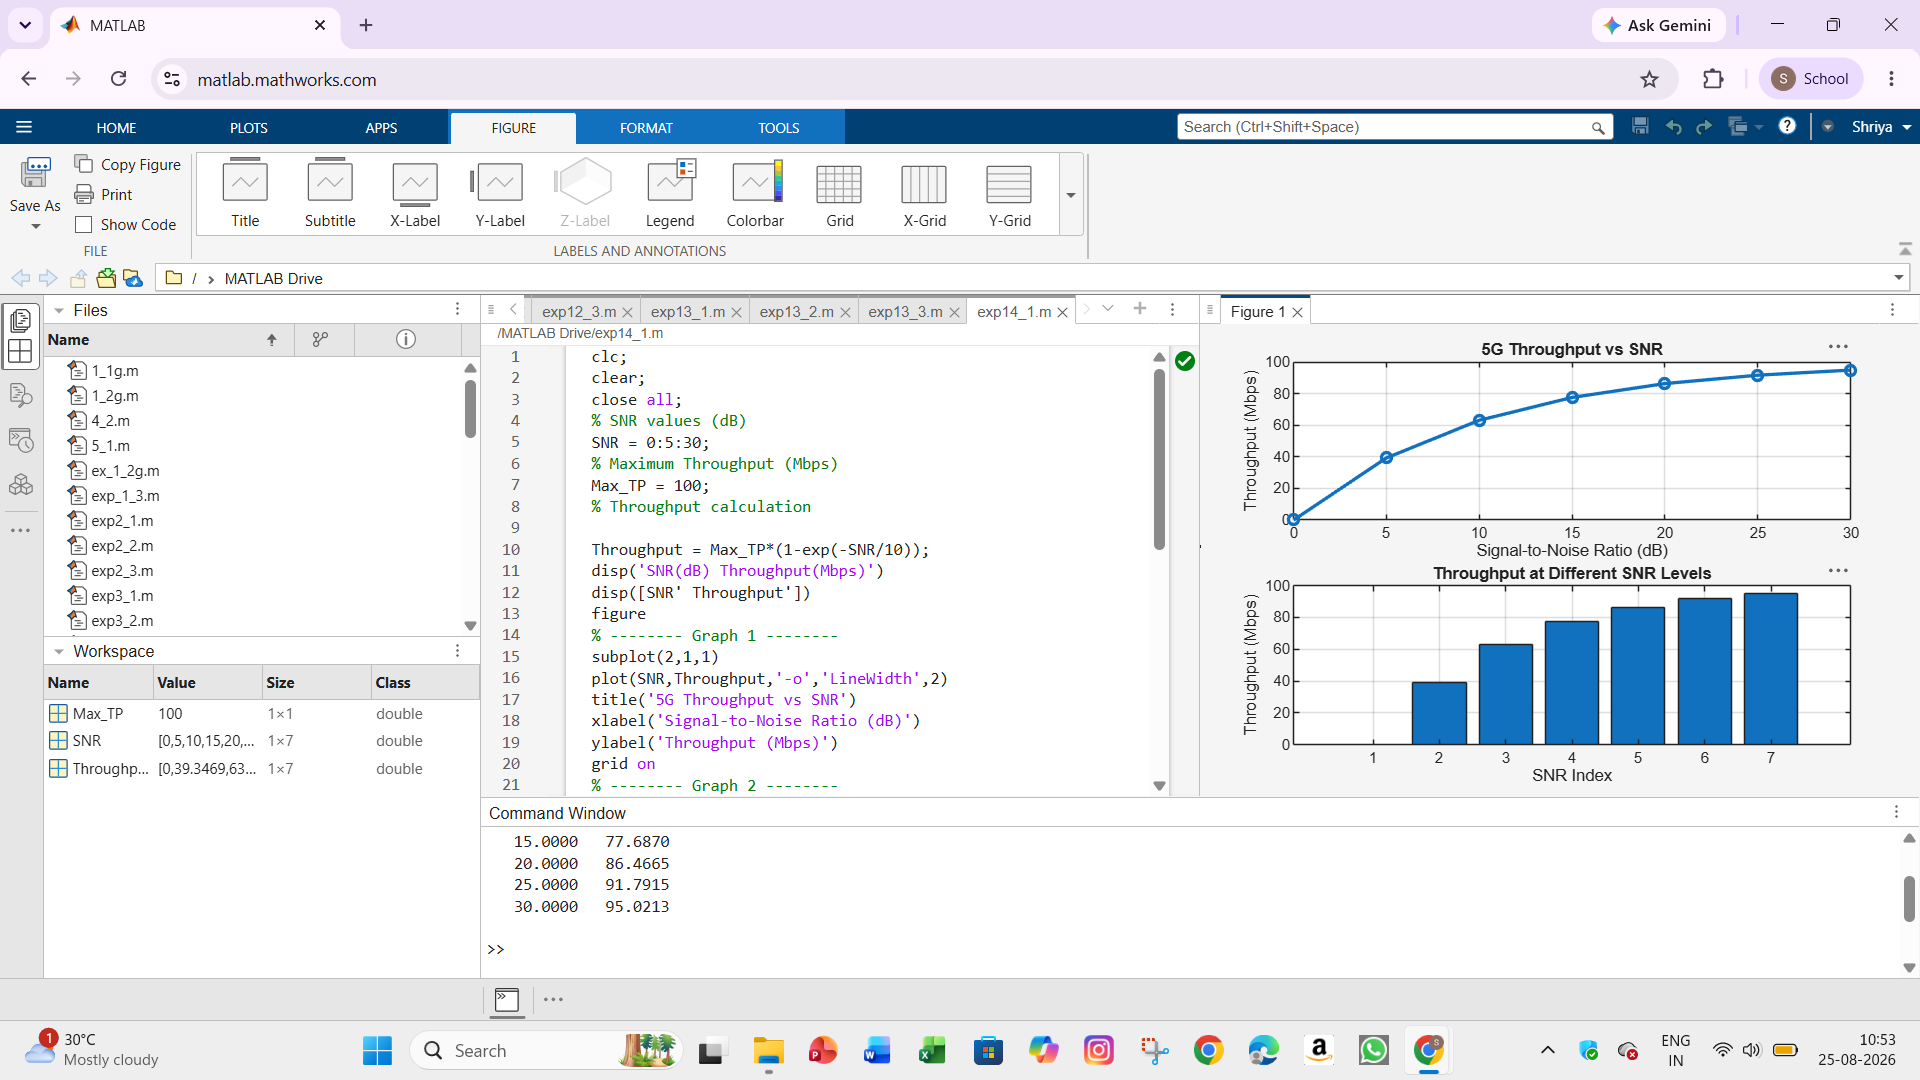 MATLAB
Ask Gemini
matlab.mathworks.com
S School
HOME PLOTS APPS FIGURE FORMAT TOOLS
Search (Ctrl+Shift+Space)
Shriya
Save As
Copy Figure
Print
Show Code
FILE
Title Subtitle X-Label Y-Label Z-Label Legend Colorbar Grid X-Grid Y-Grid
LABELS AND ANNOTATIONS
/ › MATLAB Drive
Files
Name
1_1g.m
1_2g.m
4_2.m
5_1.m
ex_1_2g.m
exp_1_3.m
exp2_1.m
exp2_2.m
exp2_3.m
exp3_1.m
exp3_2.m
Workspace
Name Value Size Class
Max_TP 100 1×1 double
SNR [0,5,10,15,20,... 1×7 double
Throughp... [0,39.3469,63... 1×7 double
exp12_3.m exp13_1.m exp13_2.m exp13_3.m exp14_1.m
/MATLAB Drive/exp14_1.m
1 clc;
2 clear;
3 close all;
4 % SNR values (dB)
5 SNR = 0:5:30;
6 % Maximum Throughput (Mbps)
7 Max_TP = 100;
8 % Throughput calculation
9
10 Throughput = Max_TP*(1-exp(-SNR/10));
11 disp('SNR(dB) Throughput(Mbps)')
12 disp([SNR' Throughput'])
13 figure
14 % -------- Graph 1 --------
15 subplot(2,1,1)
16 plot(SNR,Throughput,'-o','LineWidth',2)
17 title('5G Throughput vs SNR')
18 xlabel('Signal-to-Noise Ratio (dB)')
19 ylabel('Throughput (Mbps)')
20 grid on
21 % -------- Graph 2 --------
Figure 1
5G Throughput vs SNR
Throughput (Mbps)
100
80
60
40
20
0
0 5 10 15 20 25 30
Signal-to-Noise Ratio (dB)
Throughput at Different SNR Levels
Throughput (Mbps)
100
80
60
40
20
0
1 2 3 4 5 6 7
SNR Index
Command Window
15.0000 77.6870
20.0000 86.4665
25.0000 91.7915
30.0000 95.0213
>>
1
30°C
Mostly cloudy
Search
ENG
IN
10:53
25-08-2026